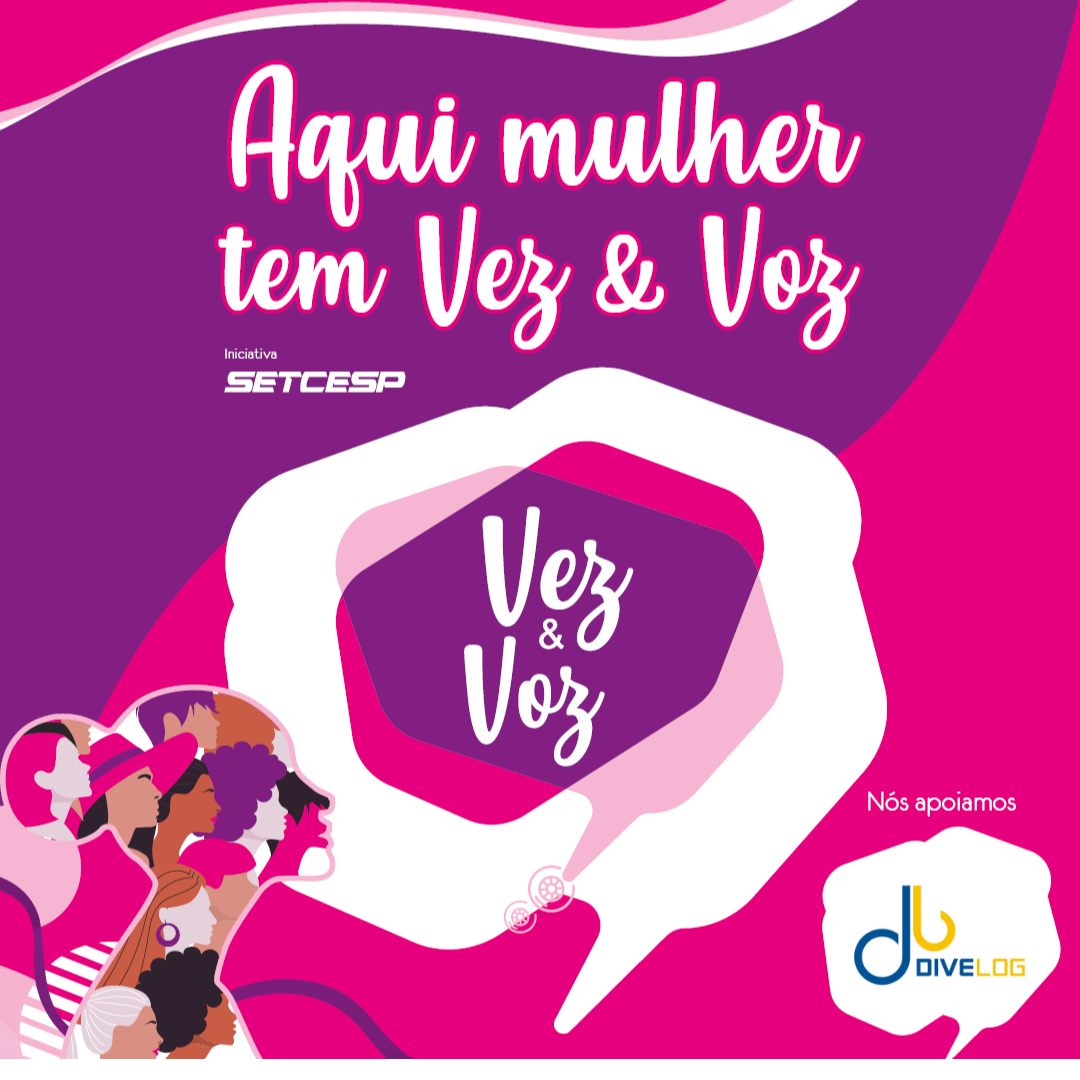 Aqui mulher
tem Vez & Voz
Iniciativa
SETCESP
Vez
&
Voz
Nós apoiamos
DIVELOG